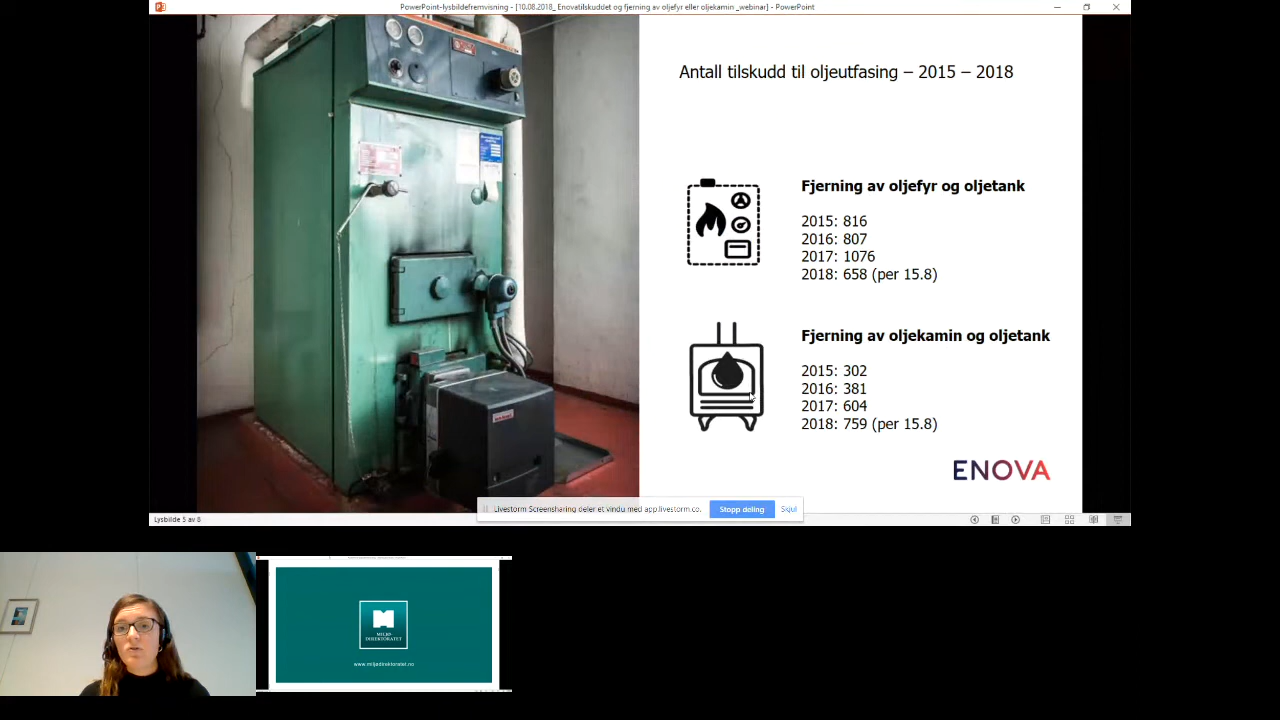 PowerPoint-lysbildefremvisning - [10.08.2018_ Enovatilskuddet og fjerning av oljefyr eller oljekamin _webinar] - PowerPoint
Antall tilskudd til oljeutfasing – 2015 – 2018
Fjerning av oljefyr og oljetank
2015: 816
2016: 807
2017: 1076
2018: 658 (per 15.8)
Fjerning av oljekamin og oljetank
2015: 302
2016: 381
2017: 604
2018: 759 (per 15.8)
ENOVA
Livestorm Screensharing deler et vindu med app.livestorm.co.
Stopp deling
Skjul
Lysbilde 5 av 8
MILJØ-
DIREKTORATET
www.miljødirektoratet.no